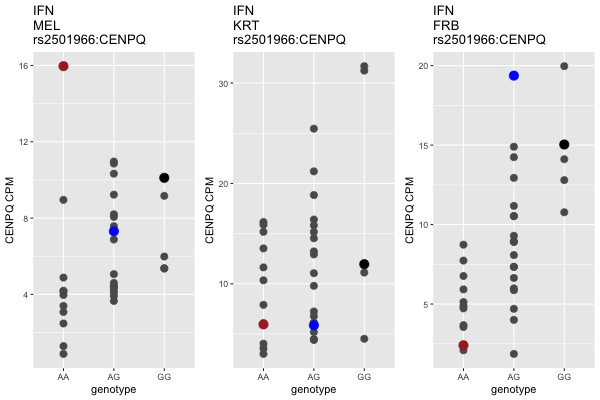 IFN
MEL
rs2501966:CENPQ
16
12
8
4
CENPQ CPM
AA
AG
GG
genotype
IFN
KRT
rs2501966:CENPQ
30
20
10
CENPQ CPM
AA
AG
GG
genotype
IFN
FRB
rs2501966:CENPQ
20
15
10
5
CENPQ CPM
AA
AG
GG
genotype